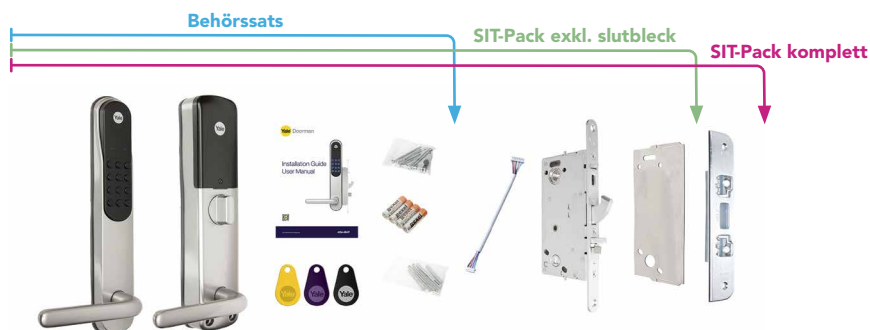 Behörssats
SIT-Pack exkl. slutbleck
SIT-Pack komplett
Yale
Yale
Yale Doorman
Installation Guide
User Manual
Yale
Yale
Yale